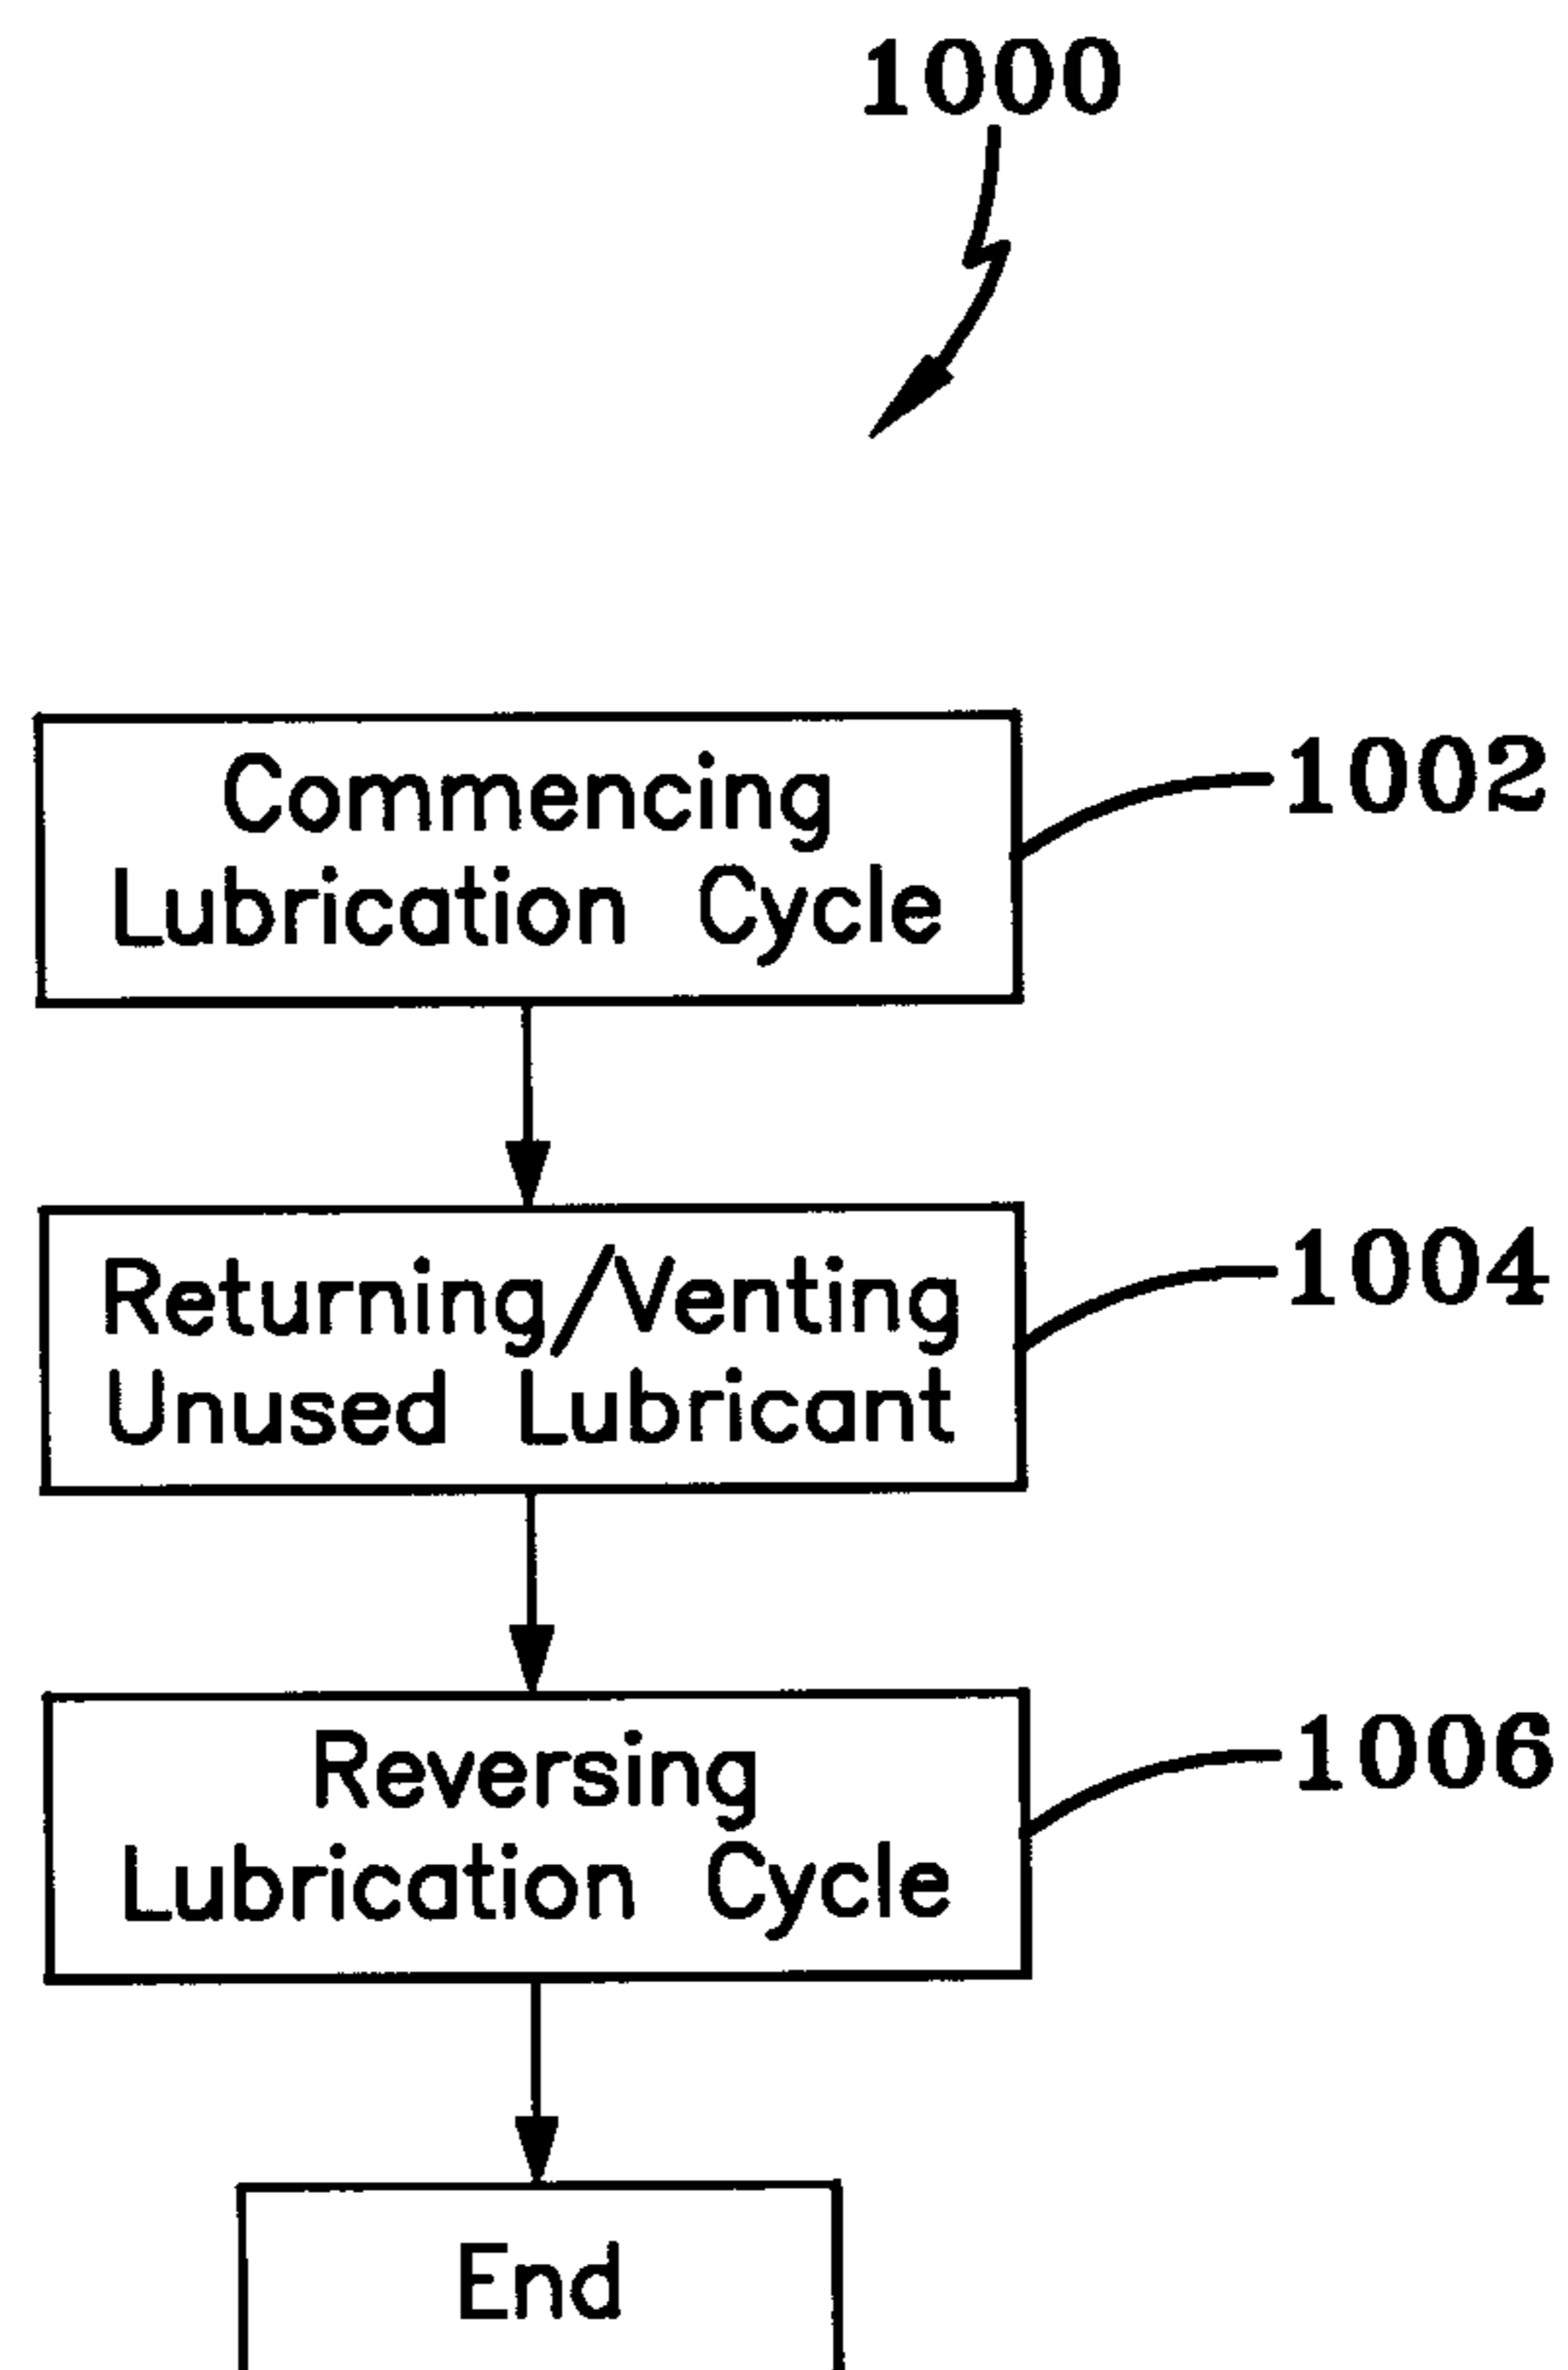 1000
Commencing
Lubrication Cycle
1002
Returning/Venting
Unused Lubricant
1004
Reversing
Lubrication Cycle
1006
End